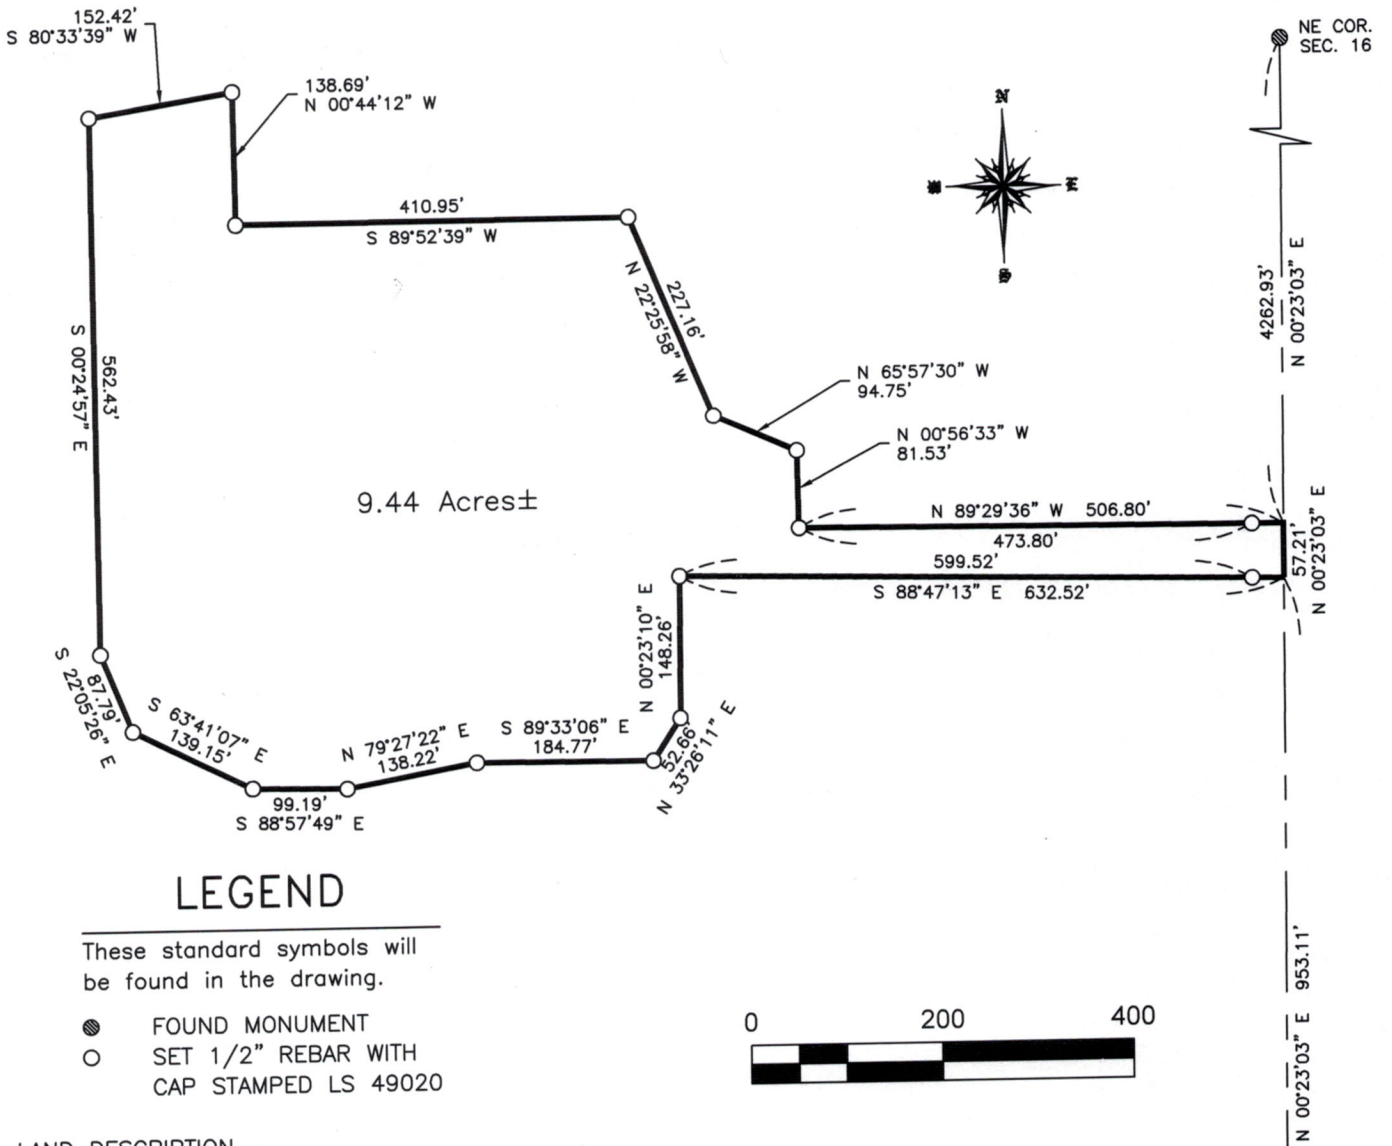 152.42'
S 80°33'39" W
138.69'
N 00°44'12" W
NE COR.
SEC. 16
N
W
E
S
410.95'
S 89°52'39" W
227.16'
N 22°25'58" W
4262.93'
N 00°23'03" E
562.43'
S 00°24'57" E
N 65°57'30" W
94.75'
N 00°56'33" W
81.53'
9.44 Acres±
N 89°29'36" W 506.80'
473.80'
599.52'
S 88°47'13" E 632.52'
57.21'
N 00°23'03" E
N 00°23'10" E
148.26'
87.79'
S 22°05'26" E
S 63°41'07" E
139.15'
N 79°27'22" E
138.22'
S 89°33'06" E
184.77'
52.66'
N 33°26'11" E
99.19'
S 88°57'49" E
LEGEND
These standard symbols will
be found in the drawing.
FOUND MONUMENT
SET 1/2" REBAR WITH
CAP STAMPED LS 49020
0 200 400
N 00°23'03" E 953.11'
LAND DESCRIPTION